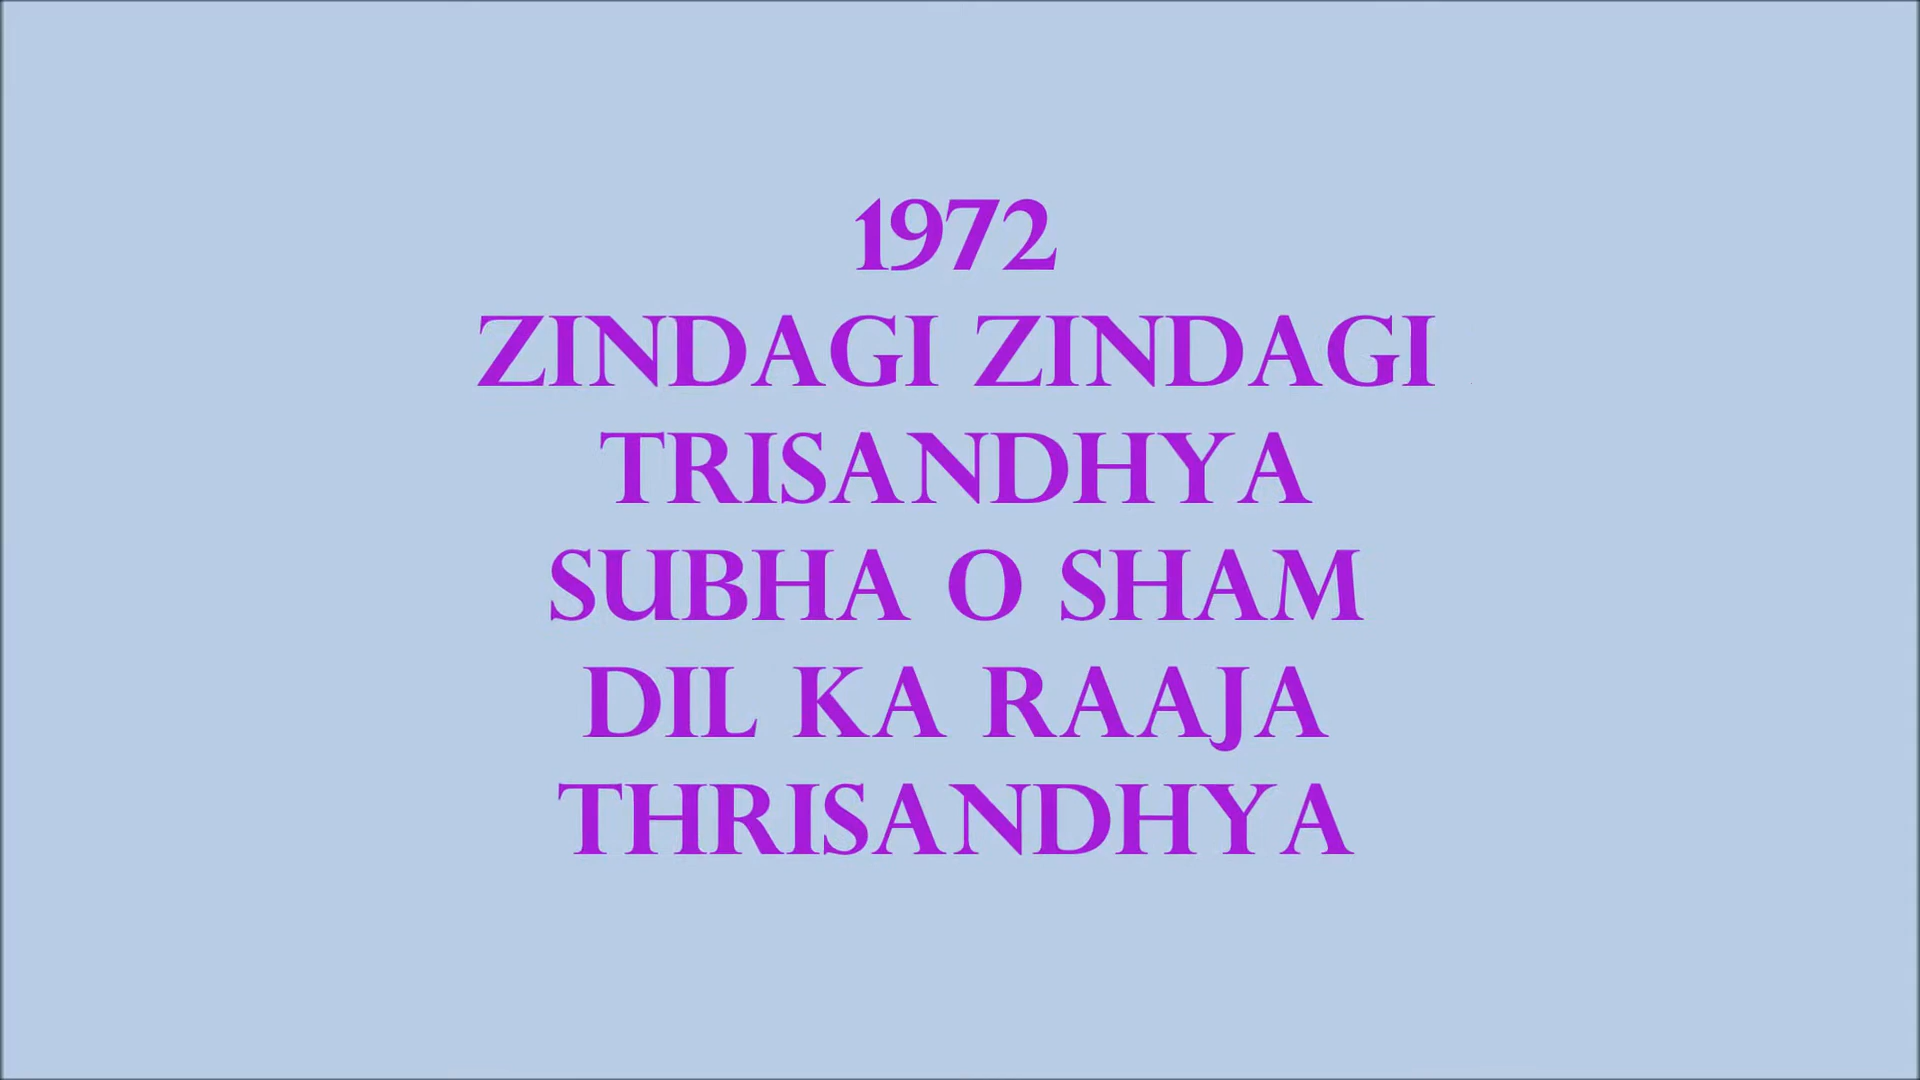 1972
ZINDAGI ZINDAGI
TRISANDHYA
SUBHA O SHAM
DIL KA RAAJA
THRISANDHYA